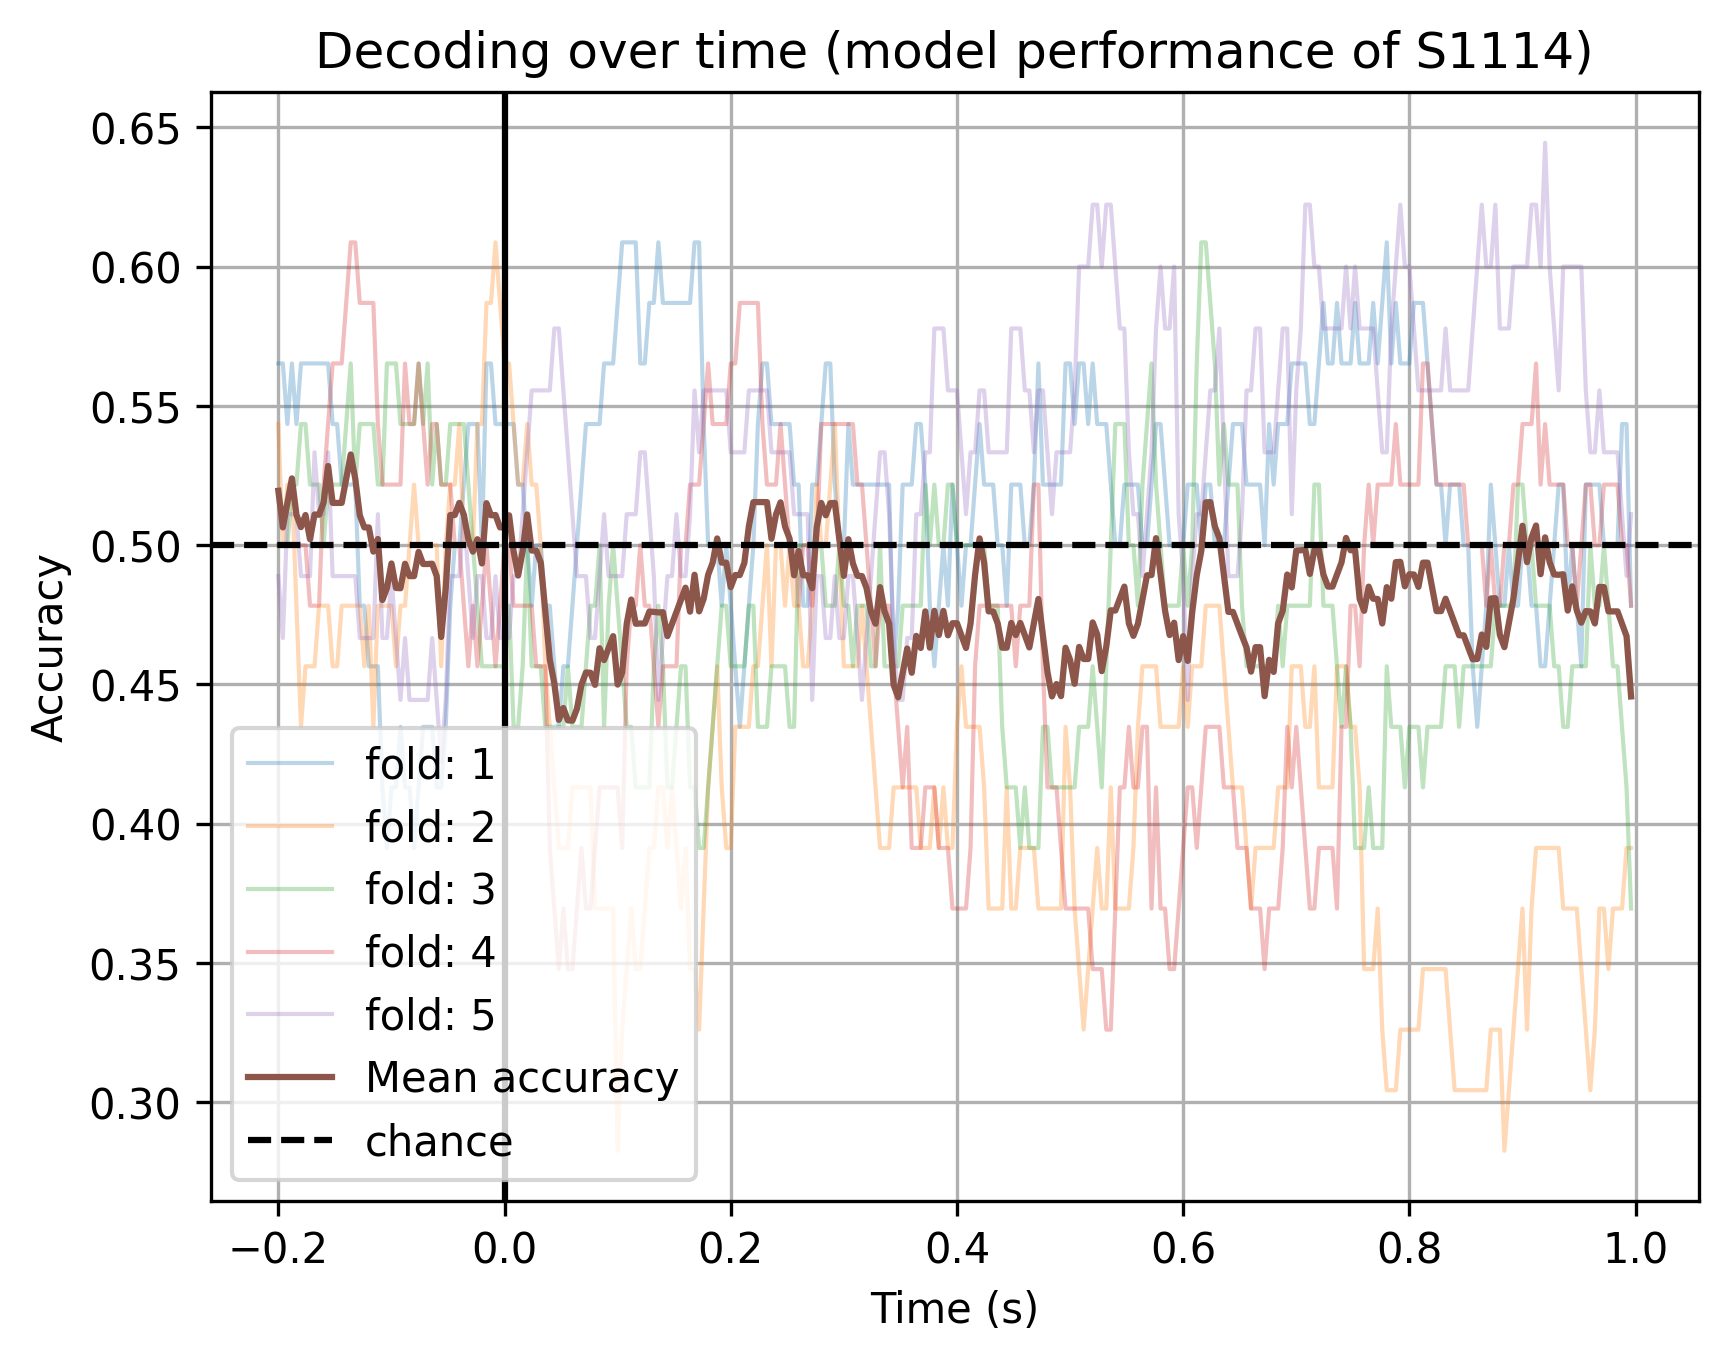 Decoding over time (model performance of S1114)
Accuracy
0.65
0.60
0.55
0.50
0.45
0.40
0.35
0.30
fold: 1
fold: 2
fold: 3
fold: 4
fold: 5
Mean accuracy
chance
−0.2 0.0 0.2 0.4 0.6 0.8 1.0
Time (s)